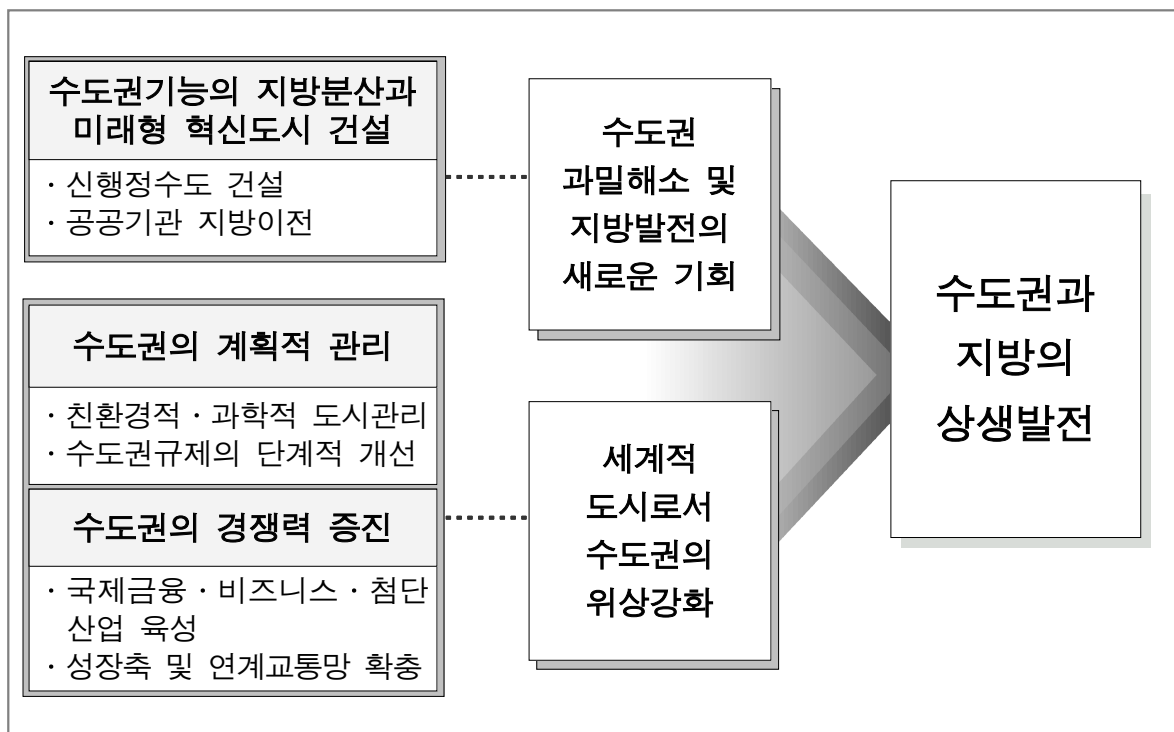 수도권기능의 지방분산과
미래형 혁신도시 건설
· 신행정수도 건설
· 공공기관 지방이전
수도권의 계획적 관리
· 친환경적 · 과학적 도시관리
· 수도권규제의 단계적 개선
수도권의 경쟁력 증진
· 국제금융 · 비즈니스 · 첨단
산업 육성
· 성장축 및 연계교통망 확충
수도권
과밀해소 및
지방발전의
새로운 기회
세계적
도시로서
수도권의
위상강화
수도권과
지방의
상생발전